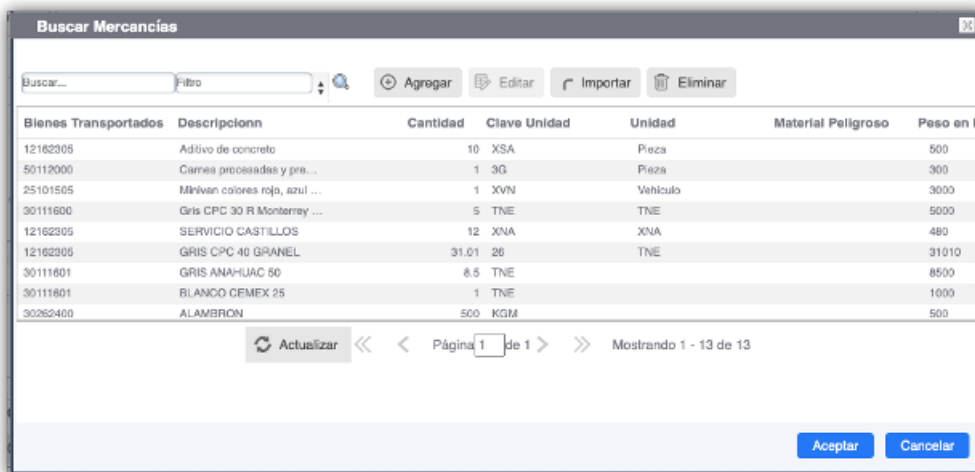 Buscar Mercancías
Buscar... Filtro Agregar Editar Importar Eliminar
Bienes Transportados Descripcionn Cantidad Clave Unidad Unidad Material Peligroso Peso en
12162305 Aditivo de concreto 10 XSA Pieza 500
50112000 Carnes procesadas y pre... 1 3G Pieza 300
25101505 Minivan colores rojo, azul ... 1 XVN Vehiculo 3000
30111600 Gris CPC 30 R Monterrey ... 5 TNE TNE 5000
12162305 SERVICIO CASTILLOS 12 XNA XNA 480
12162305 GRIS CPC 40 GRANEL 31.01 26 TNE 31010
30111601 GRIS ANAHUAC 50 8.5 TNE 8500
30111601 BLANCO CEMEX 25 1 TNE 1000
30262400 ALAMBRON 500 KGM 500
Actualizar Página 1 de 1 Mostrando 1 - 13 de 13
Aceptar Cancelar